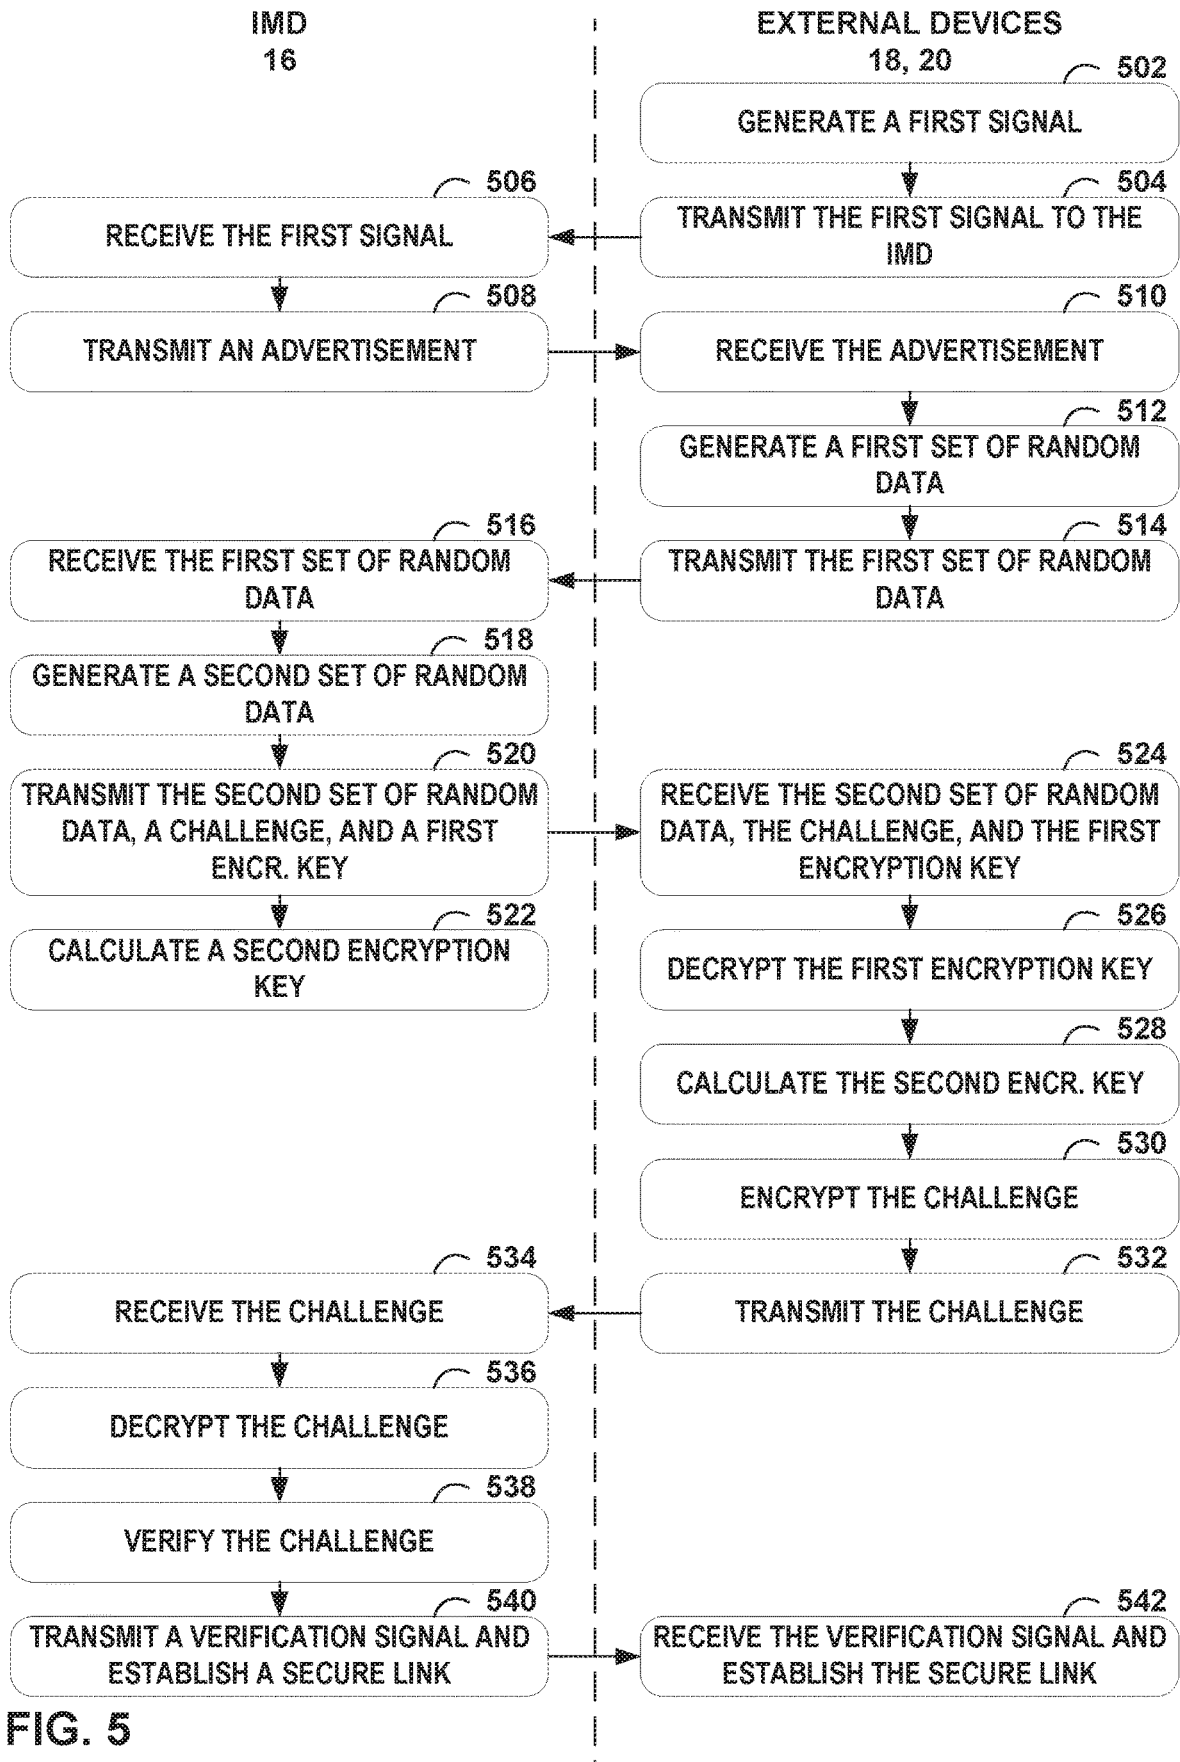 IMD
16
EXTERNAL DEVICES
18, 20
502
GENERATE A FIRST SIGNAL
504
TRANSMIT THE FIRST SIGNAL TO THE
IMD
506
RECEIVE THE FIRST SIGNAL
508
TRANSMIT AN ADVERTISEMENT
510
RECEIVE THE ADVERTISEMENT
512
GENERATE A FIRST SET OF RANDOM
DATA
514
TRANSMIT THE FIRST SET OF RANDOM
DATA
516
RECEIVE THE FIRST SET OF RANDOM
DATA
518
GENERATE A SECOND SET OF RANDOM
DATA
520
TRANSMIT THE SECOND SET OF RANDOM
DATA, A CHALLENGE, AND A FIRST
ENCR. KEY
522
CALCULATE A SECOND ENCRYPTION
KEY
524
RECEIVE THE SECOND SET OF RANDOM
DATA, THE CHALLENGE, AND THE FIRST
ENCRYPTION KEY
526
DECRYPT THE FIRST ENCRYPTION KEY
528
CALCULATE THE SECOND ENCR. KEY
530
ENCRYPT THE CHALLENGE
532
TRANSMIT THE CHALLENGE
534
RECEIVE THE CHALLENGE
536
DECRYPT THE CHALLENGE
538
VERIFY THE CHALLENGE
540
TRANSMIT A VERIFICATION SIGNAL AND
ESTABLISH A SECURE LINK
542
RECEIVE THE VERIFICATION SIGNAL AND
ESTABLISH THE SECURE LINK
FIG. 5